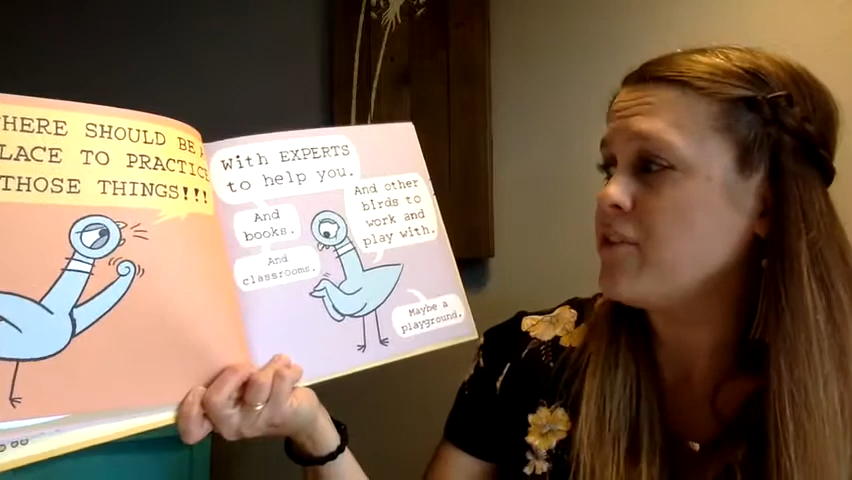 HERE SHOULD BE
LACE TO PRACTICE
THOSE THINGS!!!
With EXPERTS
to help you.
And
books.
And other
birds to
work and
play with.
And
classrooms.
Maybe a
playground.